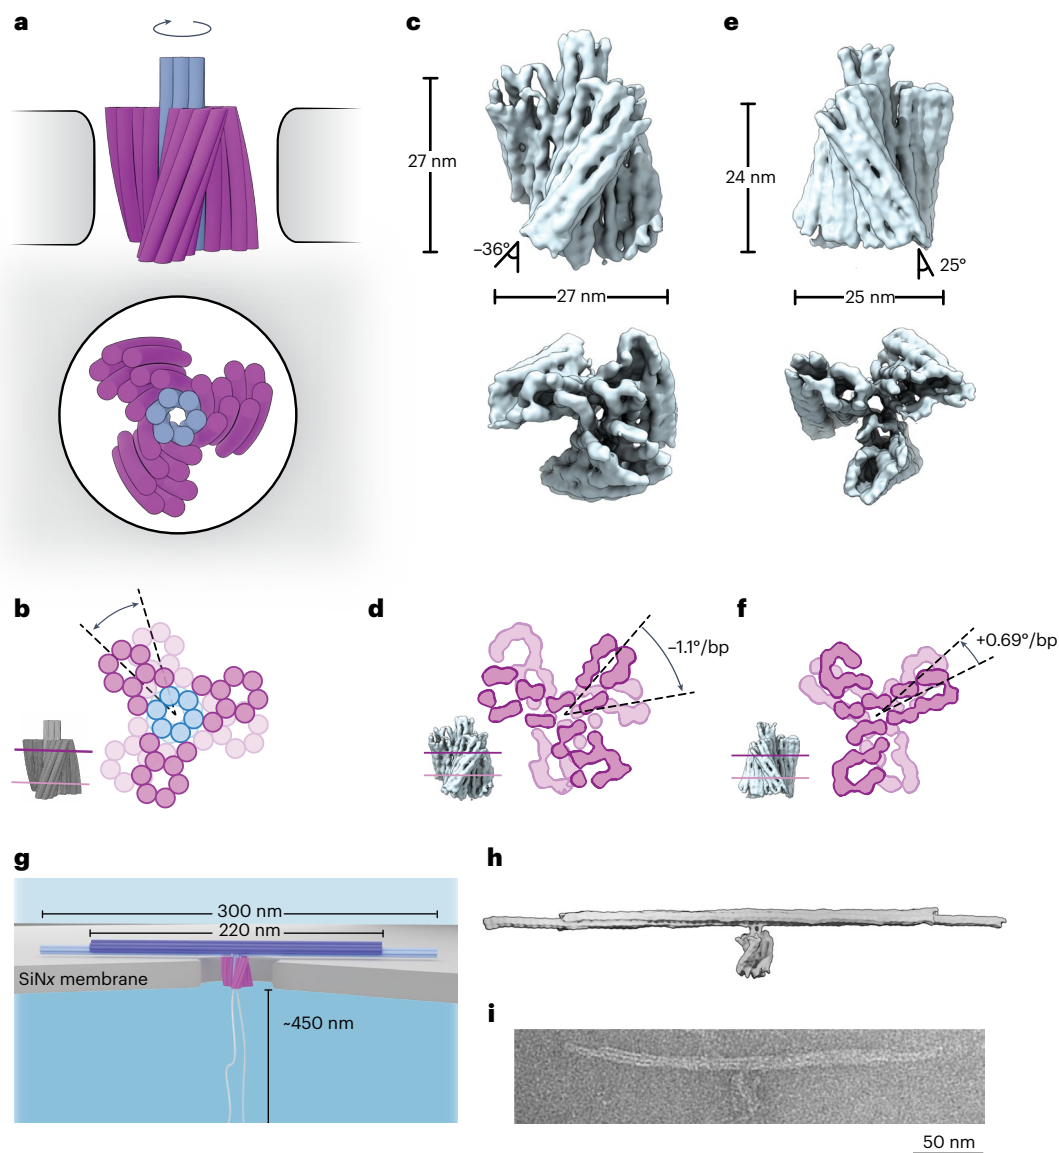 a
c
e
27 nm
24 nm
–36°
25°
27 nm
25 nm
b
d
f
–1.1°/bp
+0.69°/bp
g
h
300 nm
220 nm
SiNx membrane
~450 nm
i
50 nm